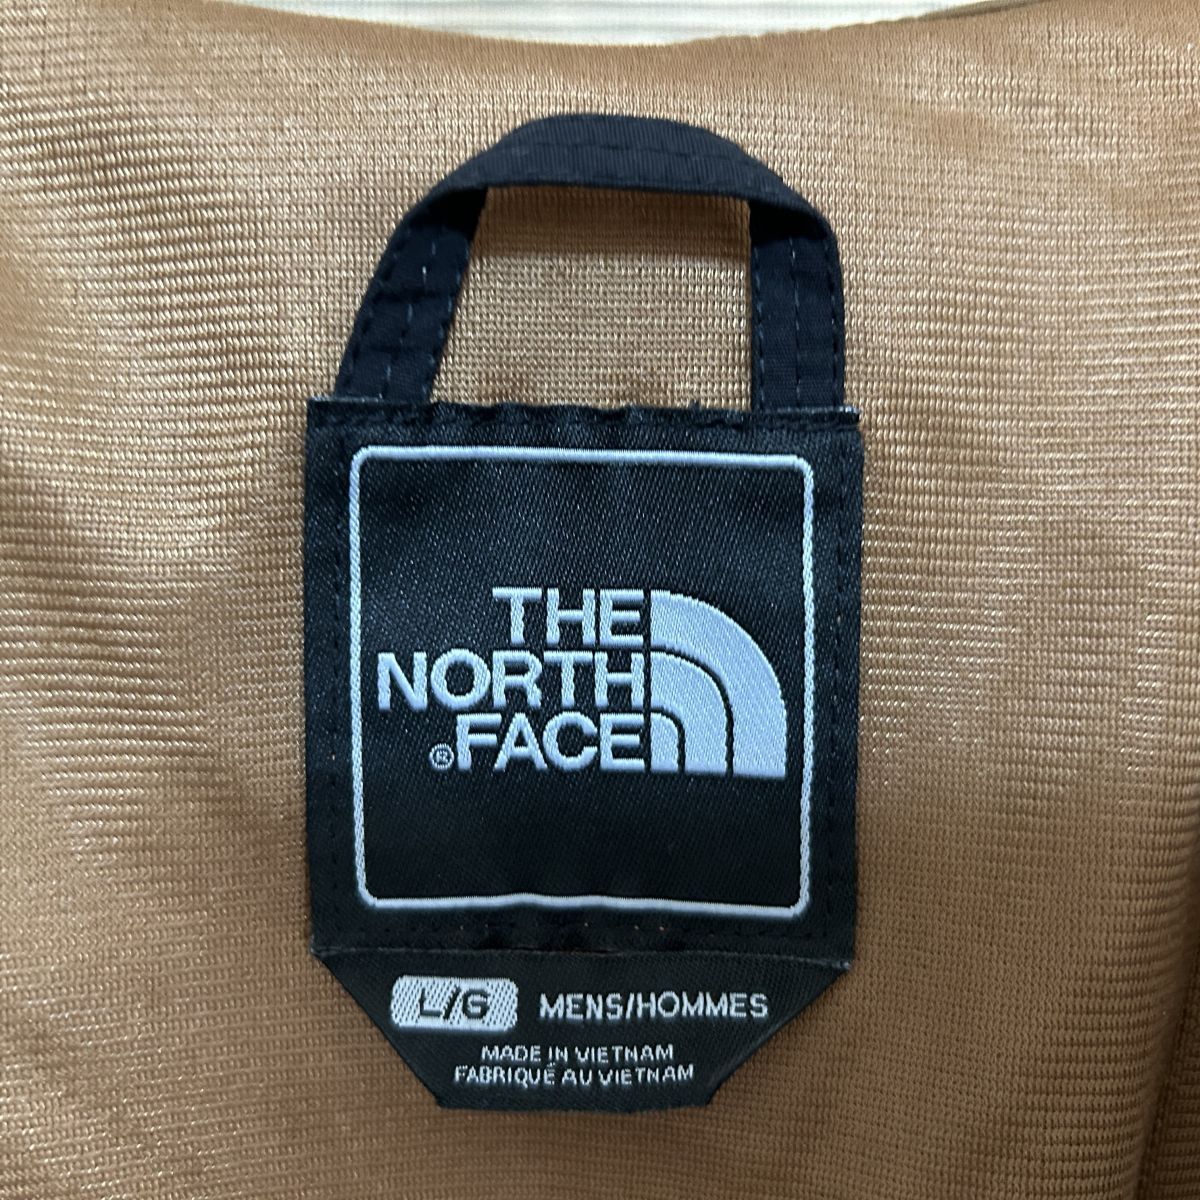 THE
NORTH
®FACE
L/G MENS/HOMMES
MADE IN VIETNAM
FABRIQUÉ AU VIETNAM